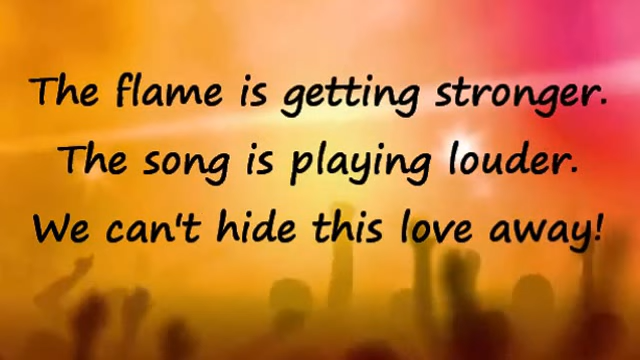 The flame is getting stronger.
The song is playing louder.
We can't hide this love away!